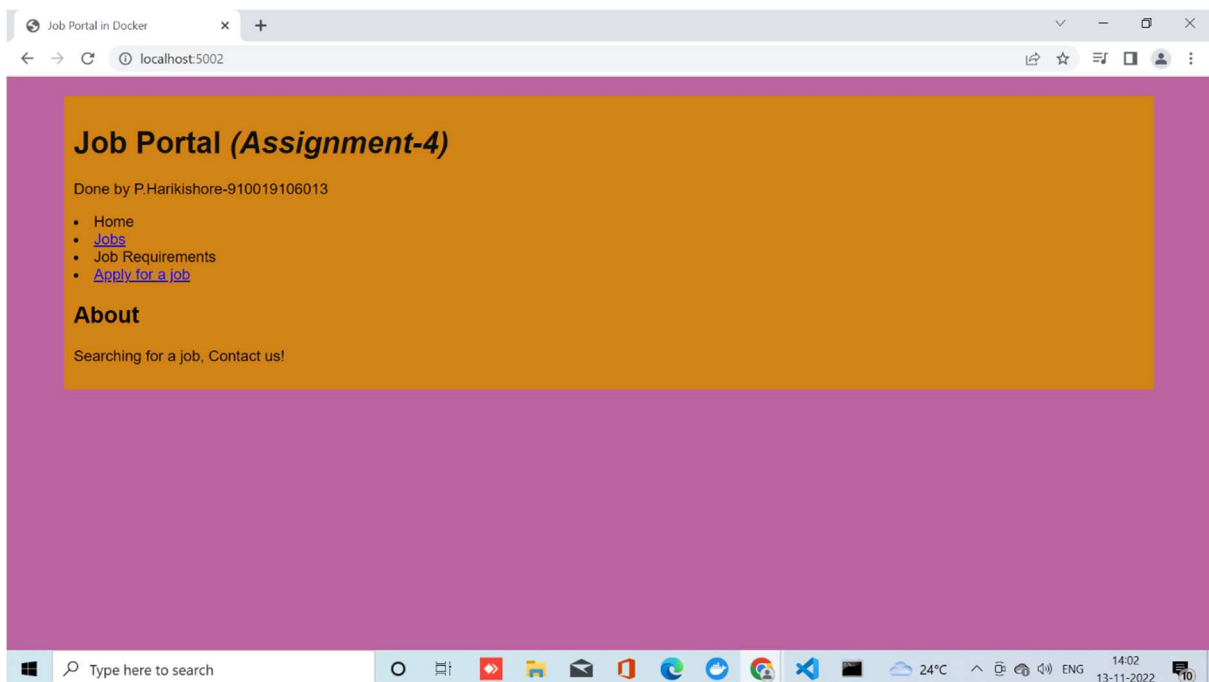 Job Portal in Docker
localhost:5002
Job Portal (Assignment-4)
Done by P.Harikishore-910019106013
Home
Jobs
Job Requirements
Apply for a job
About
Searching for a job, Contact us!
Type here to search
24°C
ENG
14:02
13-11-2022
10